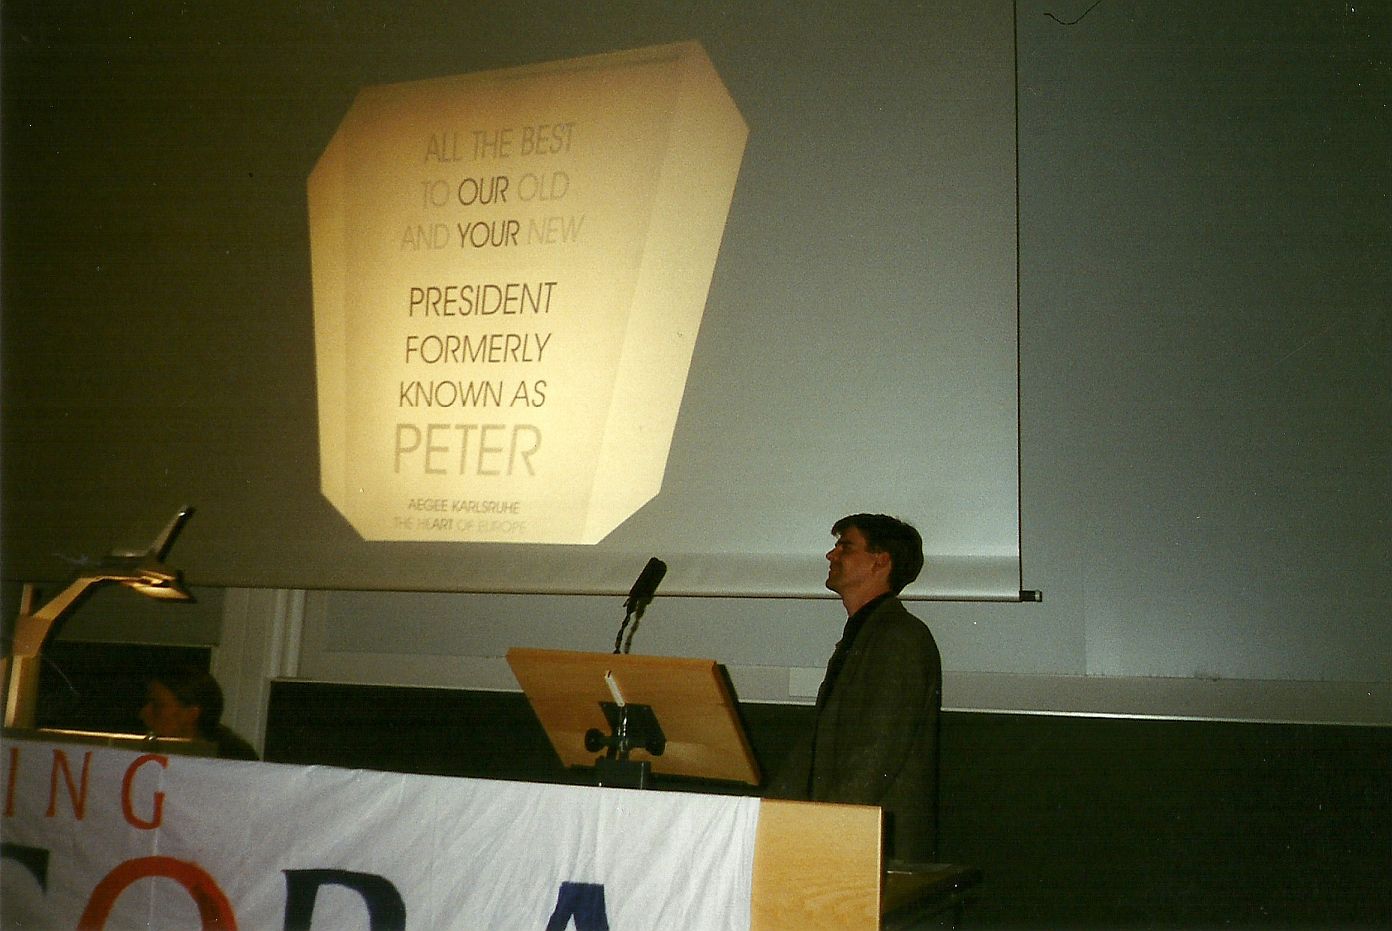 ALL THE BEST
TO OUR OLD
AND YOUR NEW
PRESIDENT
FORMERLY
KNOWN AS
PETER
AEGEE KARLSRUHE
THE HEART OF EUROPE
ING
OR A